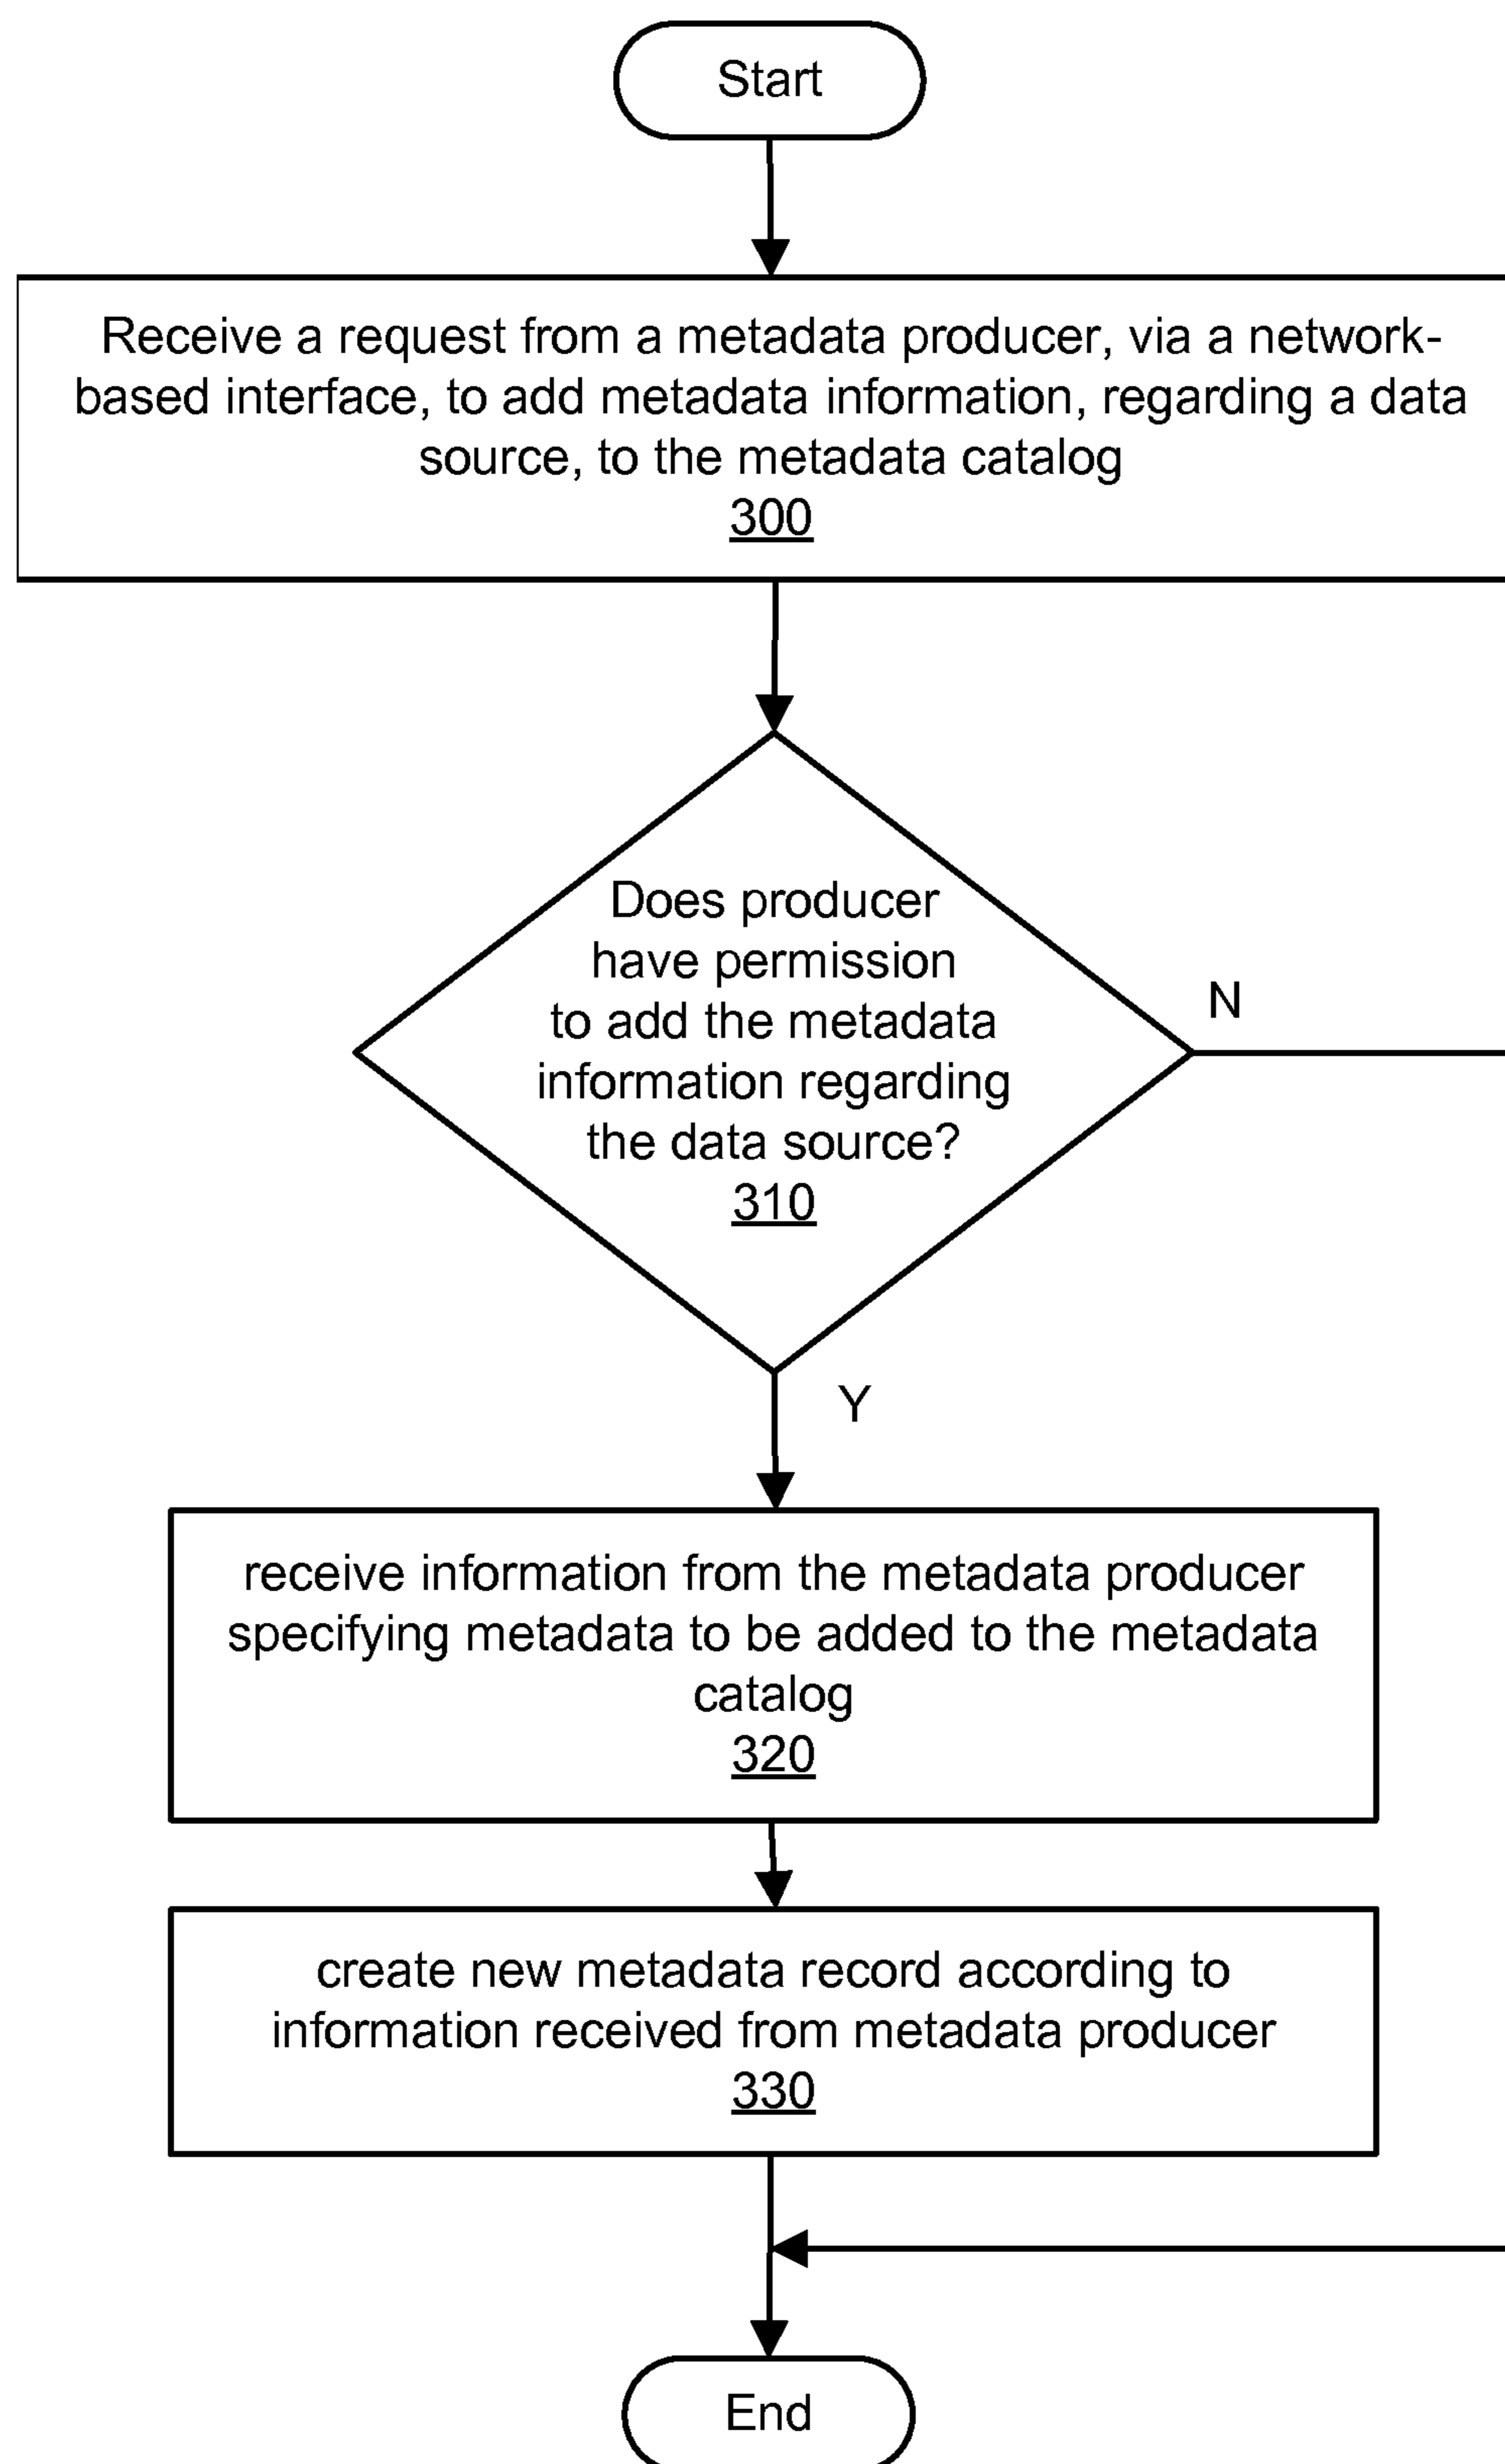 Start
Receive a request from a metadata producer, via a network-
based interface, to add metadata information, regarding a data
source, to the metadata catalog
300
Does producer
have permission
to add the metadata
information regarding
the data source?
310
N
Y
receive information from the metadata producer
specifying metadata to be added to the metadata
catalog
320
create new metadata record according to
information received from metadata producer
330
End